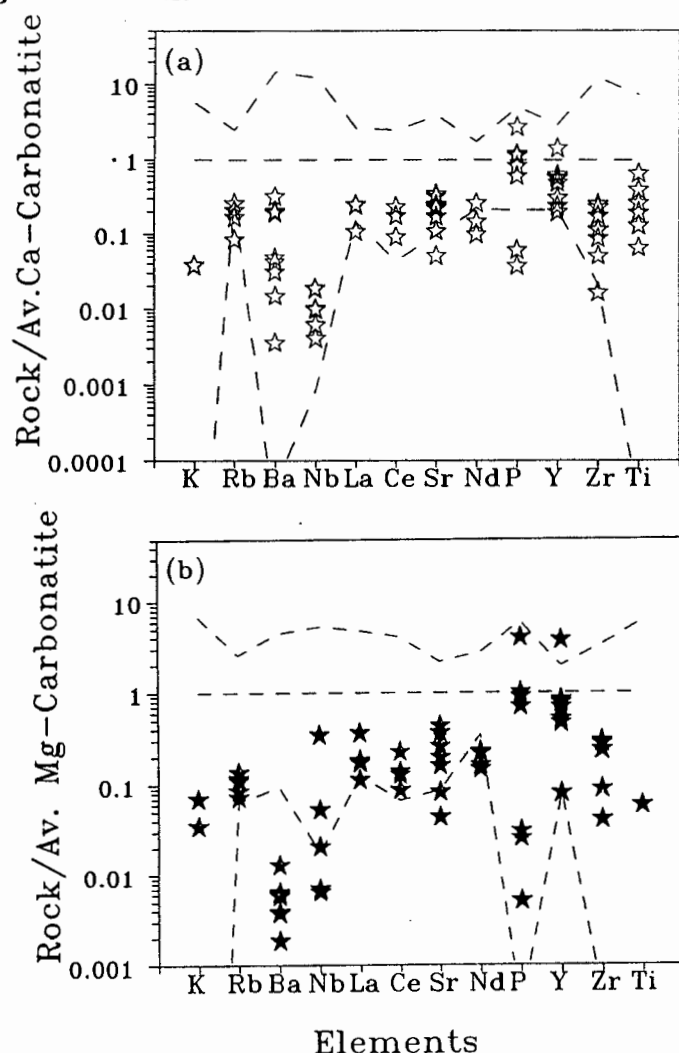 Rock/Av.Ca-Carbonatite
(a)
10
1
0.1
0.01
0.001
0.0001
K Rb Ba Nb La Ce Sr Nd P Y Zr Ti
Rock/Av. Mg-Carbonatite
(b)
10
1
0.1
0.01
0.001
K Rb Ba Nb La Ce Sr Nd P Y Zr Ti
Elements